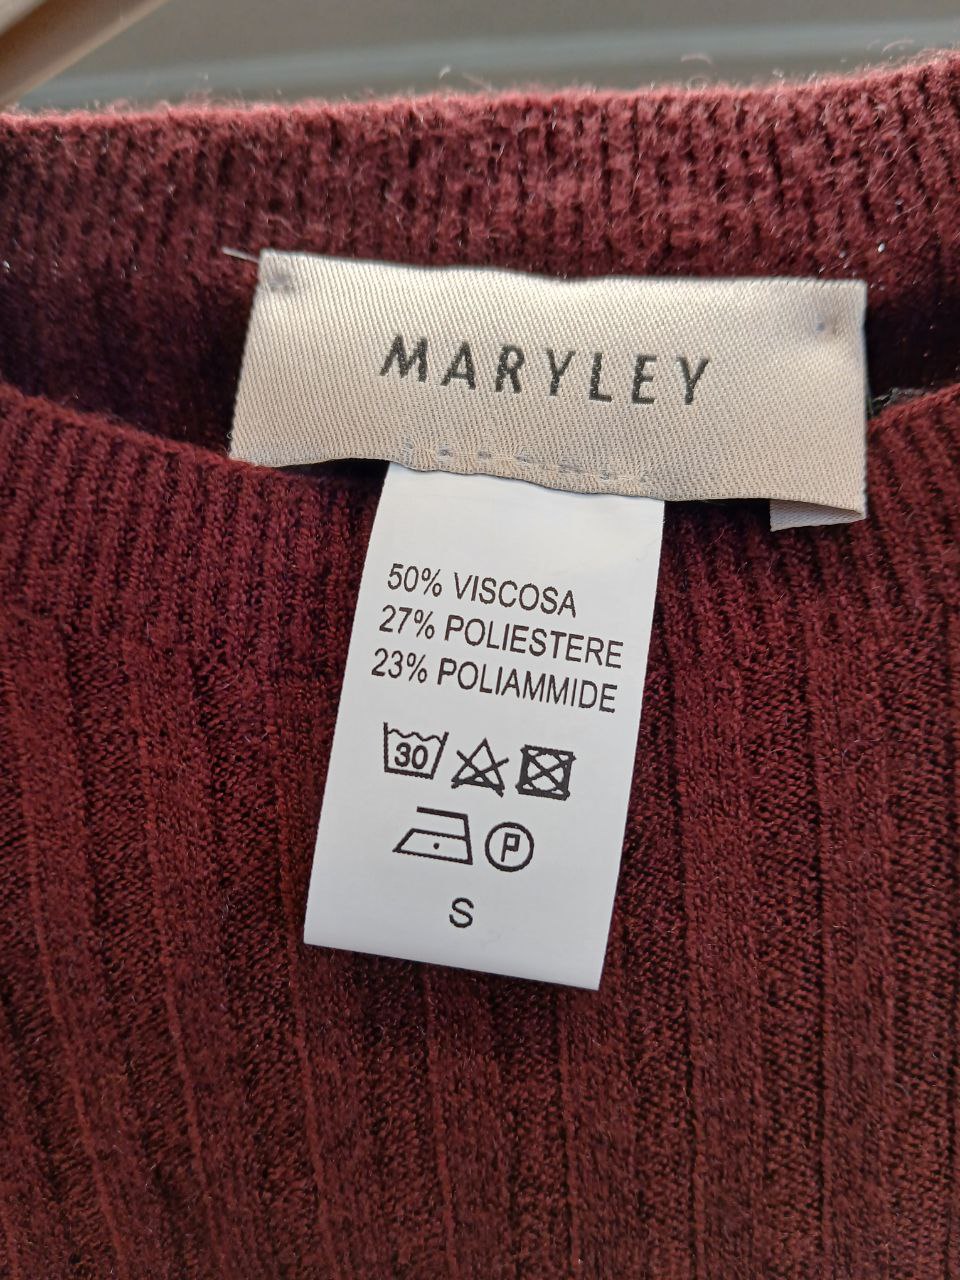 MARYLEY
50% VISCOSA
27% POLIESTERE
23% POLIAMMIDE
30
P
S